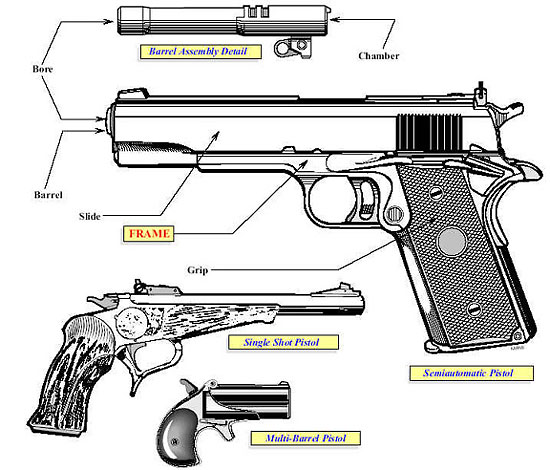 Barrel Assembly Detail
Chamber
Bore
Barrel
Slide
FRAME
Grip
Single Shot Pistol
Semiautomatic Pistol
Multi-Barrel Pistol